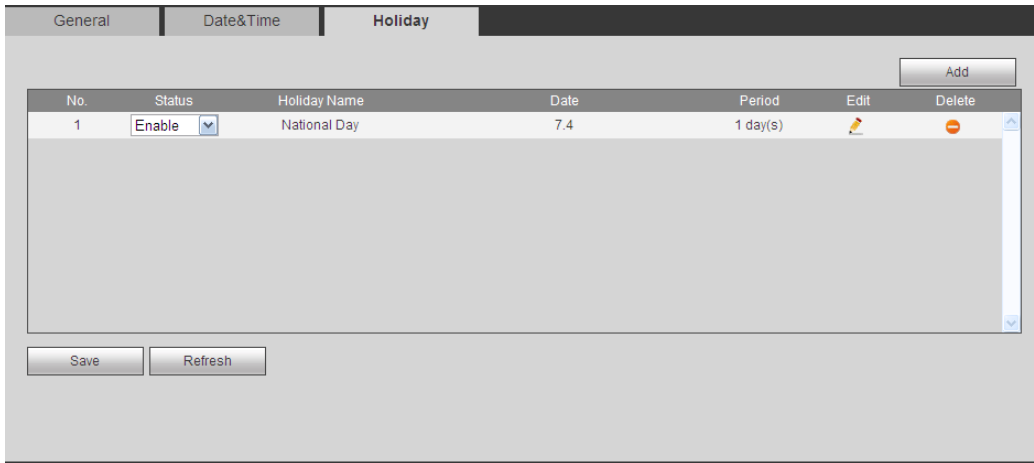 General Date&Time Holiday
Add
No. Status Holiday Name Date Period Edit Delete
1 Enable National Day 7.4 1 day(s)
Save Refresh